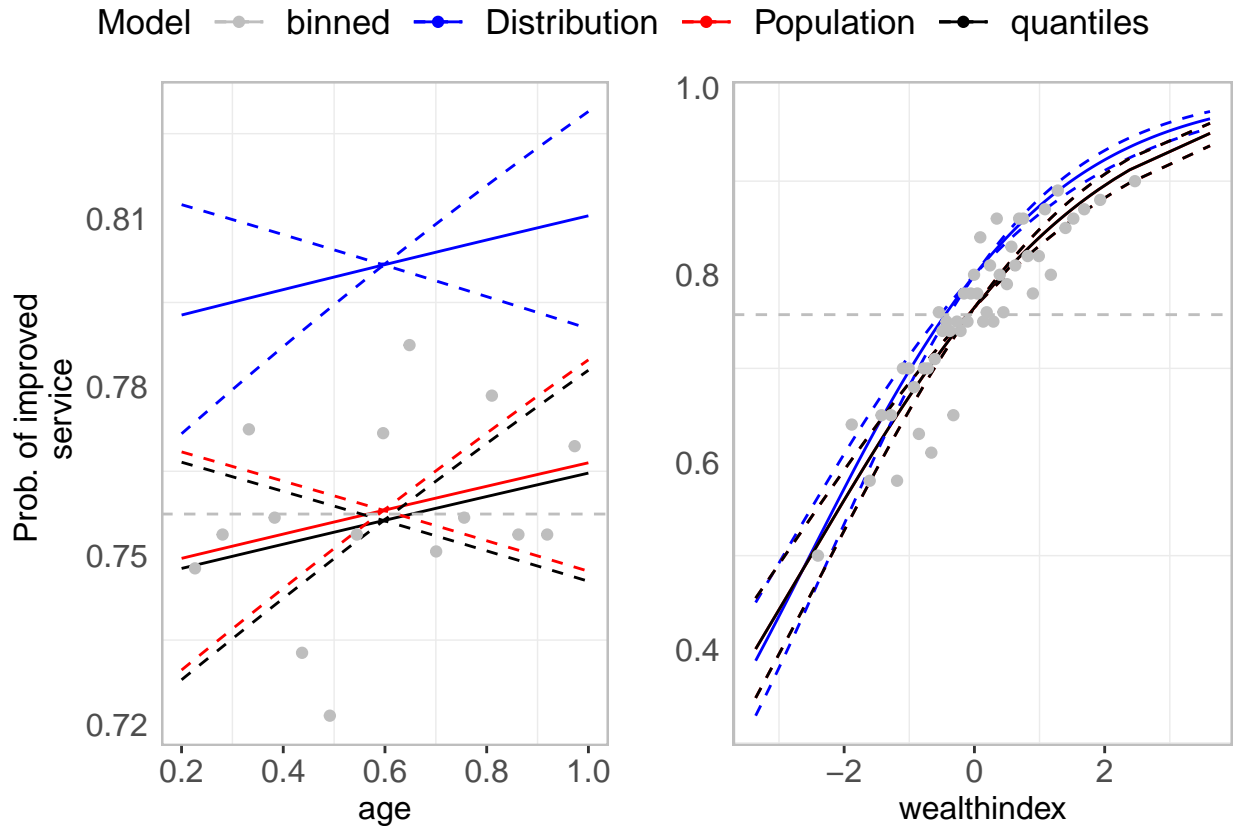 Model binned Distribution Population quantiles
Prob. of improved
service
0.81
0.78
0.75
0.72
0.2 0.4 0.6 0.8 1.0
age
1.0
0.8
0.6
0.4
−2 0 2
wealthindex